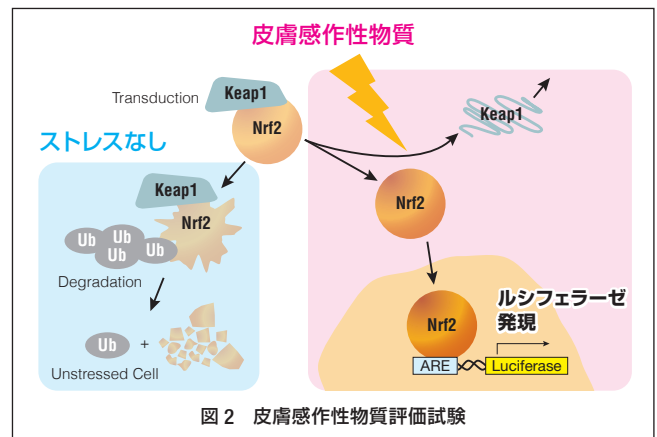 皮膚感作性物質
Transduction
Keap1
Nrf2
Keap1
ストレスなし
Keap1
Nrf2
Ub
Ub
Ub
Ub
Degradation
Ub
+
Unstressed Cell
Nrf2
Nrf2
ルシフェラーゼ
発現
ARE
Luciferase
図 2 皮膚感作性物質評価試験